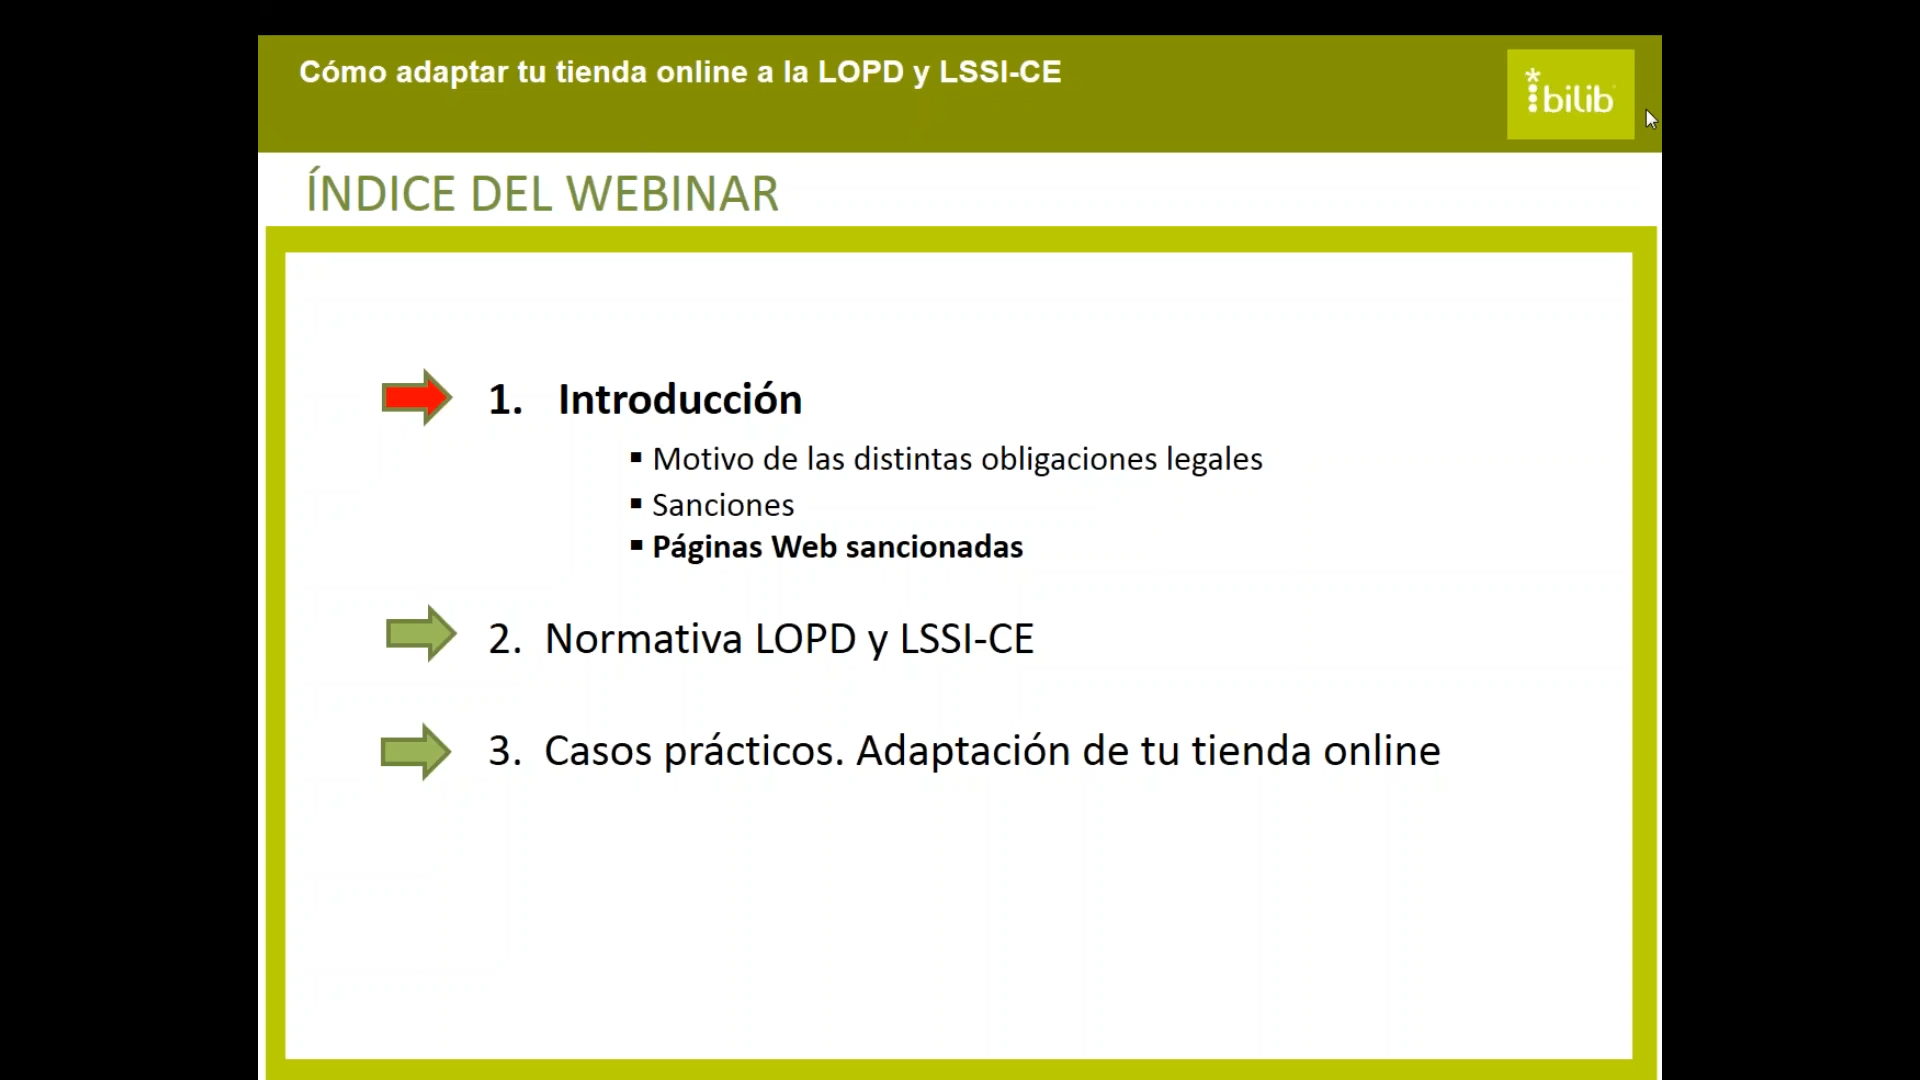 Cómo adaptar tu tienda online a la LOPD y LSSI-CE
bilib
ÍNDICE DEL WEBINAR
1. Introducción
▪ Motivo de las distintas obligaciones legales
▪ Sanciones
▪ Páginas Web sancionadas
2. Normativa LOPD y LSSI-CE
3. Casos prácticos. Adaptación de tu tienda online